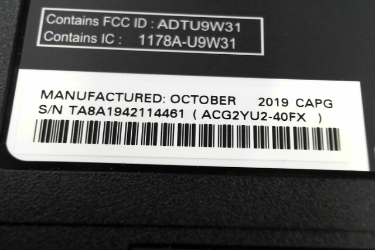 Contains FCC ID : ADTU9W31
Contains IC : 1178A-U9W31
MANUFACTURED: OCTOBER 2019 CAPG
S/N TA8A1942114461 ( ACG2YU2-40FX )